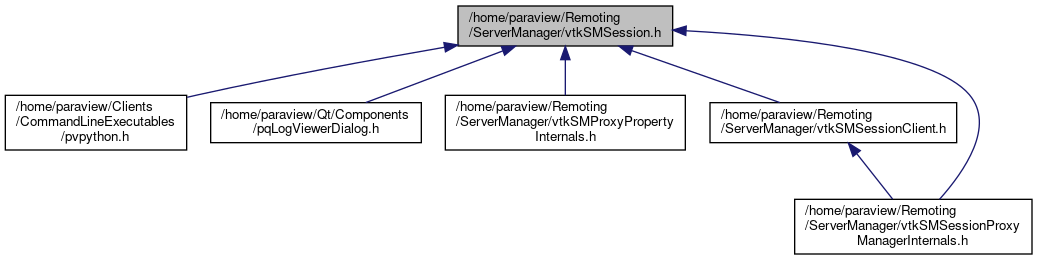 /home/paraview/Remoting
/ServerManager/vtkSMSession.h
/home/paraview/Clients
/CommandLineExecutables
/pvpython.h
/home/paraview/Qt/Components
/pqLogViewerDialog.h
/home/paraview/Remoting
/ServerManager/vtkSMProxyProperty
Internals.h
/home/paraview/Remoting
/ServerManager/vtkSMSessionClient.h
/home/paraview/Remoting
/ServerManager/vtkSMSessionProxy
ManagerInternals.h